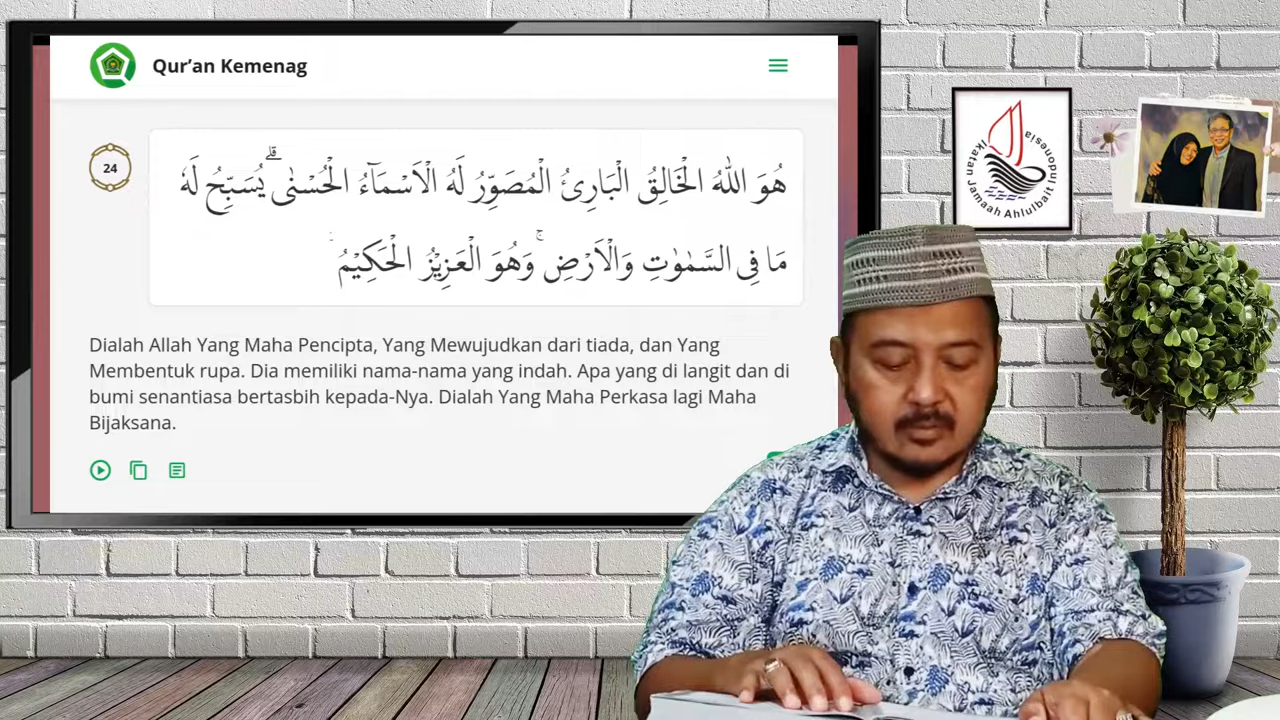 Qur’an Kemenag
24
هُوَ اللّٰهُ الْخَالِقُ الْبَارِئُ الْمُصَوِّرُ لَهُ الْاَسْمَاۤءُ الْحُسْنٰىۗ يُسَبِّحُ لَهٗ
مَا فِى السَّمٰوٰتِ وَالْاَرْضِۚ وَهُوَ الْعَزِيْزُ الْحَكِيْمُ ࣖ
Dialah Allah Yang Maha Pencipta, Yang Mewujudkan dari tiada, dan Yang
Membentuk rupa. Dia memiliki nama-nama yang indah. Apa yang di langit dan di
bumi senantiasa bertasbih kepada-Nya. Dialah Yang Maha Perkasa lagi Maha
Bijaksana.
Ikatan Jamaah Ahlulbait Indonesia